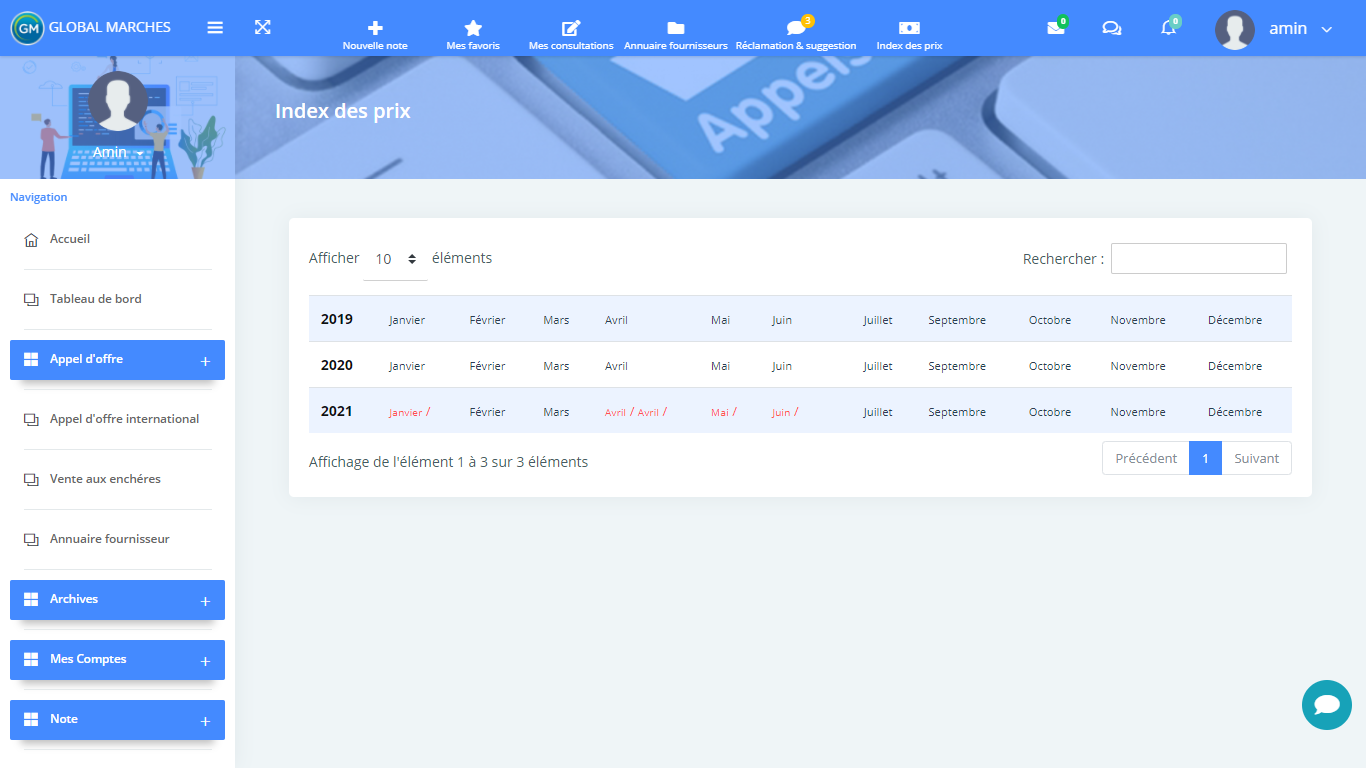 GM GLOBAL MARCHES
Nouvelle note
Mes favoris
Mes consultations
Annuaire fournisseurs
3
Réclamation & suggestion
Index des prix
0
0
amin
Amin
Index des prix
Appels
Navigation
Accueil
Tableau de bord
Appel d'offre +
Appel d'offre international
Vente aux enchéres
Annuaire fournisseur
Archives +
Mes Comptes +
Note +
Afficher 10 éléments
Rechercher :
2019 Janvier Février Mars Avril Mai Juin Juillet Septembre Octobre Novembre Décembre
2020 Janvier Février Mars Avril Mai Juin Juillet Septembre Octobre Novembre Décembre
2021 Janvier / Février Mars Avril / Avril / Mai / Juin / Juillet Septembre Octobre Novembre Décembre
Affichage de l'élément 1 à 3 sur 3 éléments
Précédent 1 Suivant